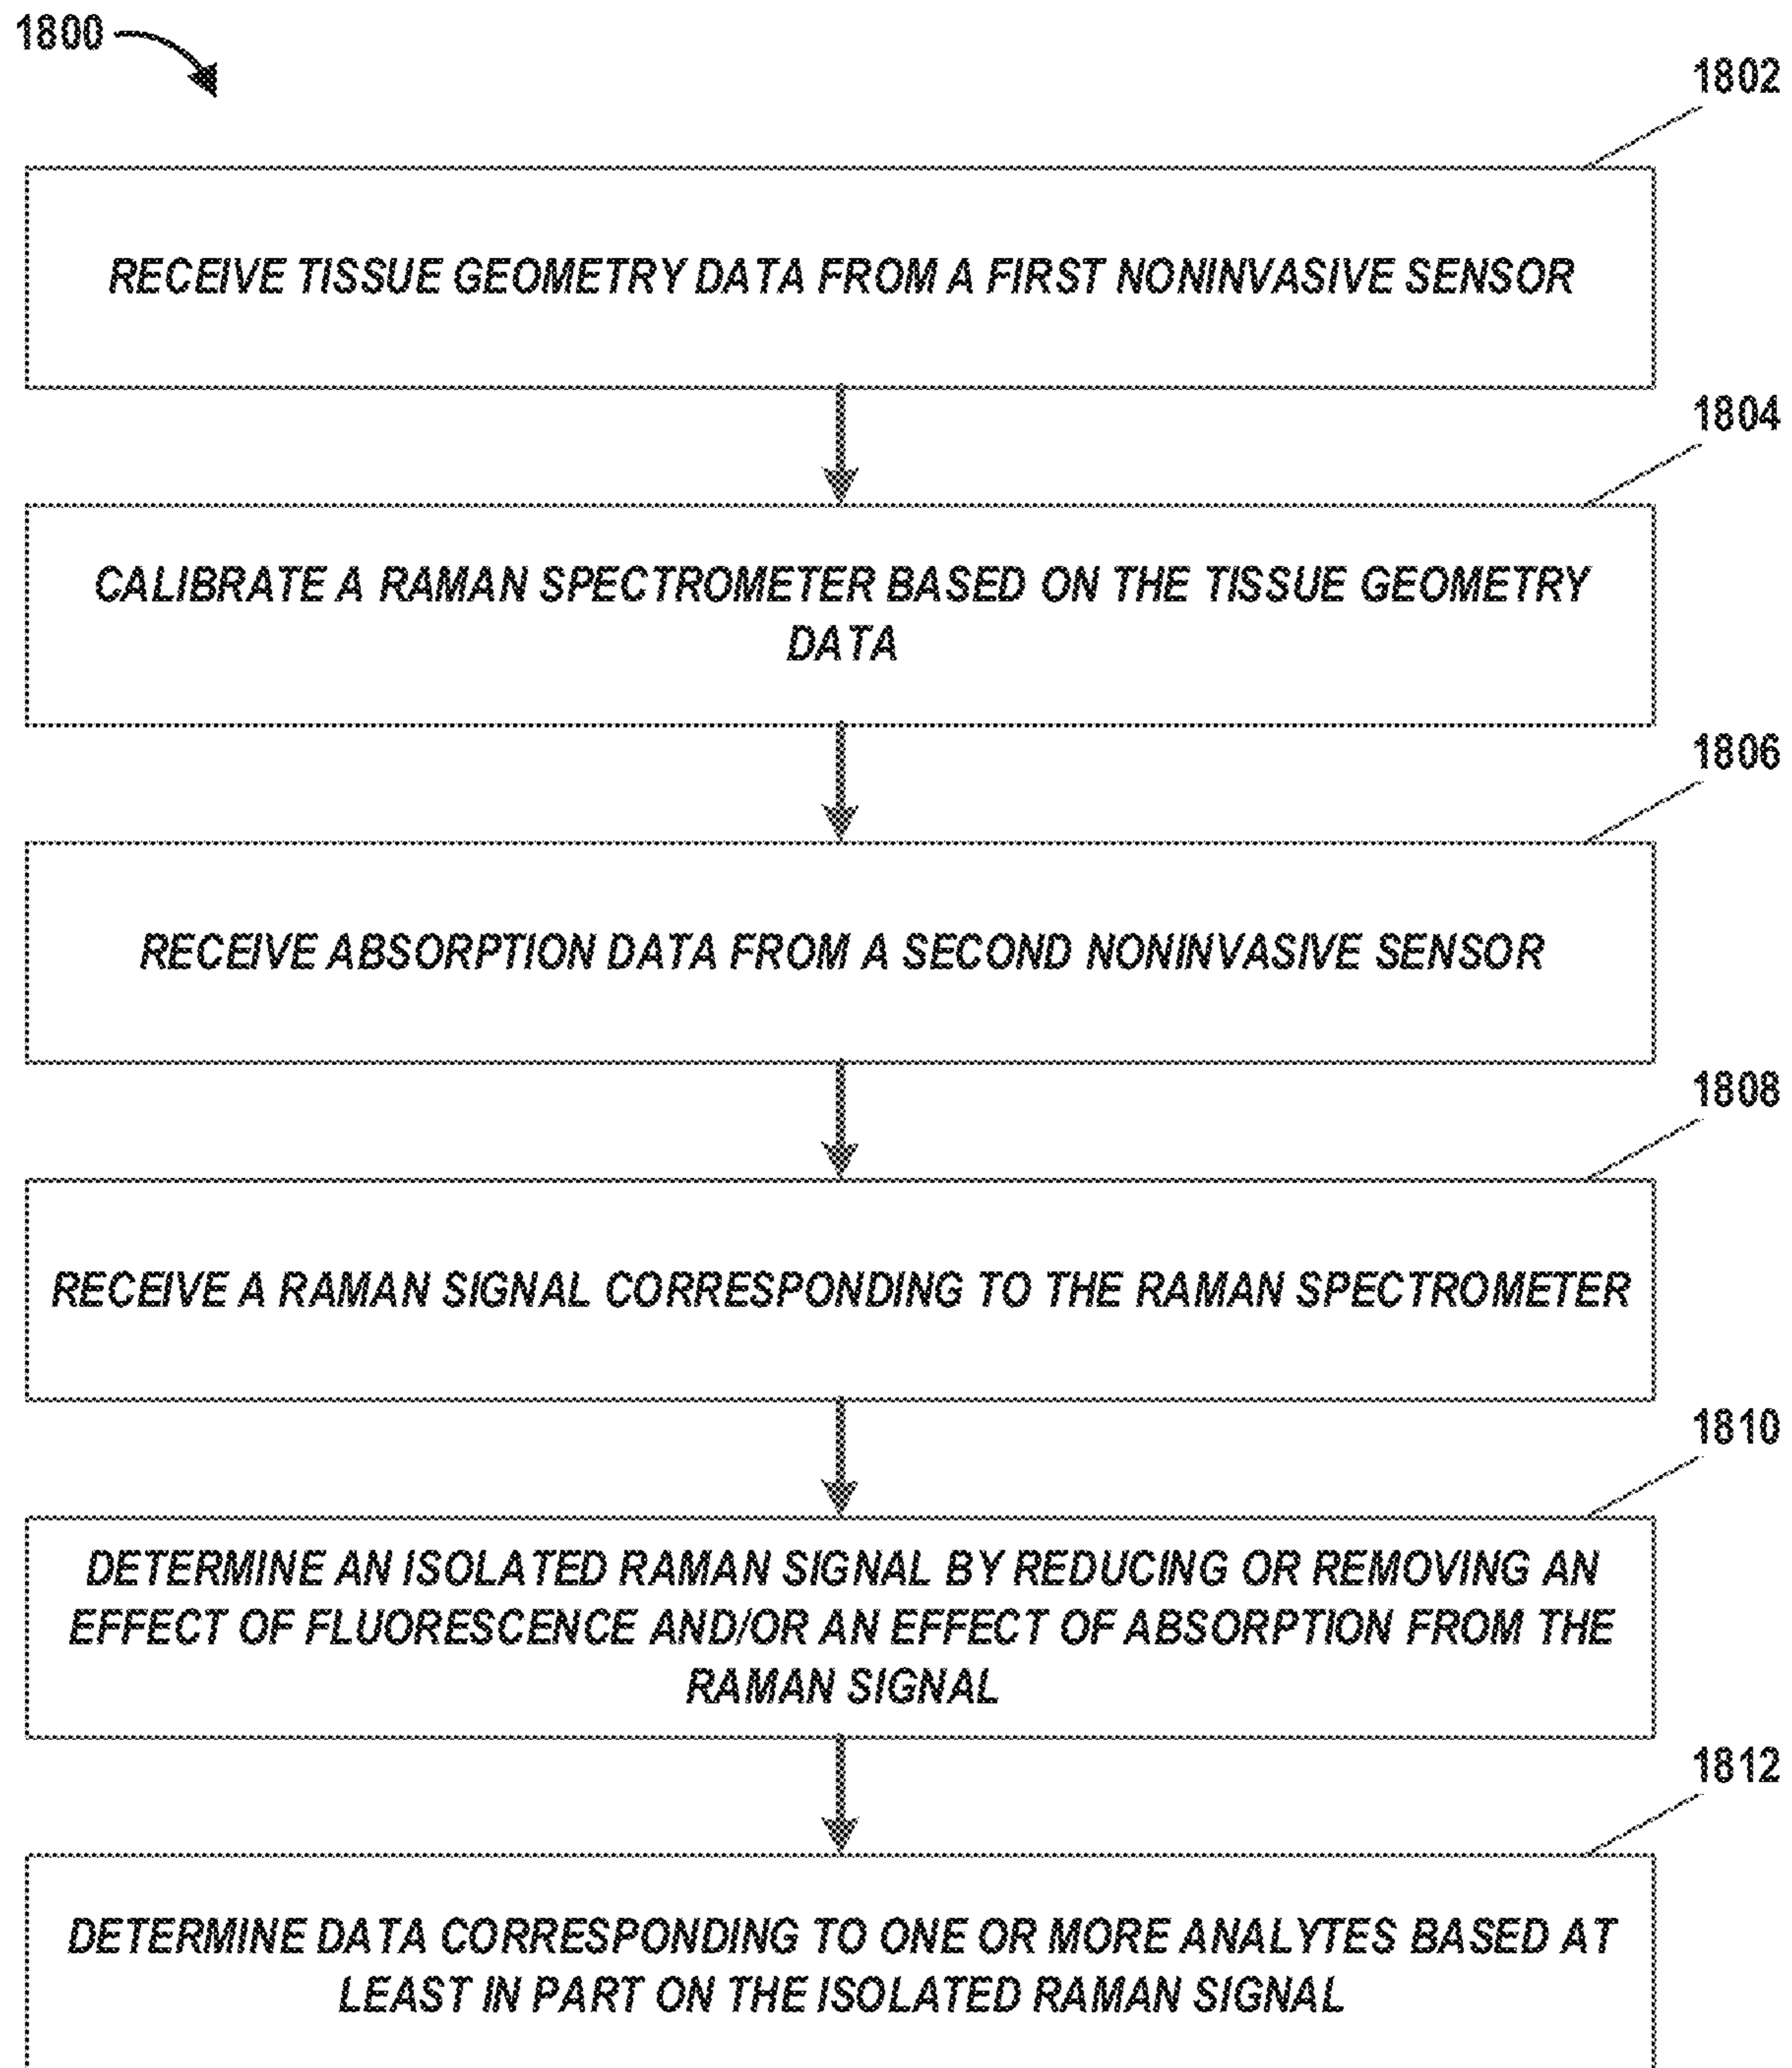 1800
1802
RECEIVE TISSUE GEOMETRY DATA FROM A FIRST NONINVASIVE SENSOR
1804
CALIBRATE A RAMAN SPECTROMETER BASED ON THE TISSUE GEOMETRY
DATA
1806
RECEIVE ABSORPTION DATA FROM A SECOND NONINVASIVE SENSOR
1808
RECEIVE A RAMAN SIGNAL CORRESPONDING TO THE RAMAN SPECTROMETER
1810
DETERMINE AN ISOLATED RAMAN SIGNAL BY REDUCING OR REMOVING AN
EFFECT OF FLUORESCENCE AND/OR AN EFFECT OF ABSORPTION FROM THE
RAMAN SIGNAL
1812
DETERMINE DATA CORRESPONDING TO ONE OR MORE ANALYTES BASED AT
LEAST IN PART ON THE ISOLATED RAMAN SIGNAL